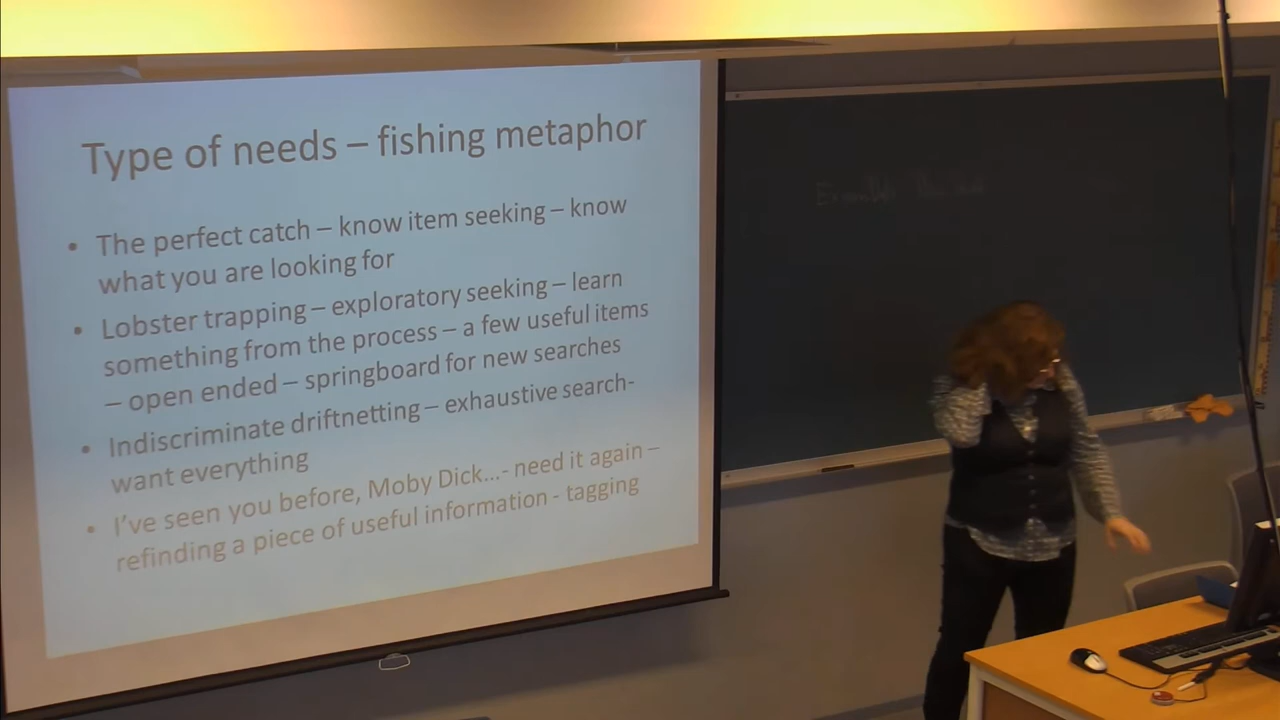 Type of needs – fishing metaphor
• The perfect catch – know item seeking – know
what you are looking for
• Lobster trapping – exploratory seeking – learn
something from the process – a few useful items
– open ended – springboard for new searches
• Indiscriminate driftnetting – exhaustive search-
want everything
• I've seen you before, Moby Dick...- need it again –
refinding a piece of useful information - tagging